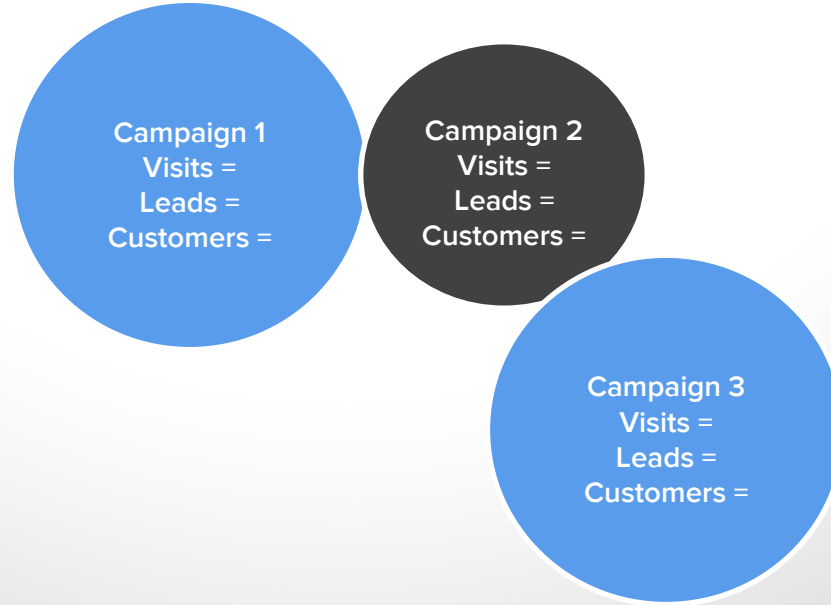 Campaign 1
Visits =
Leads =
Customers =
Campaign 2
Visits =
Leads =
Customers =
Campaign 3
Visits =
Leads =
Customers =